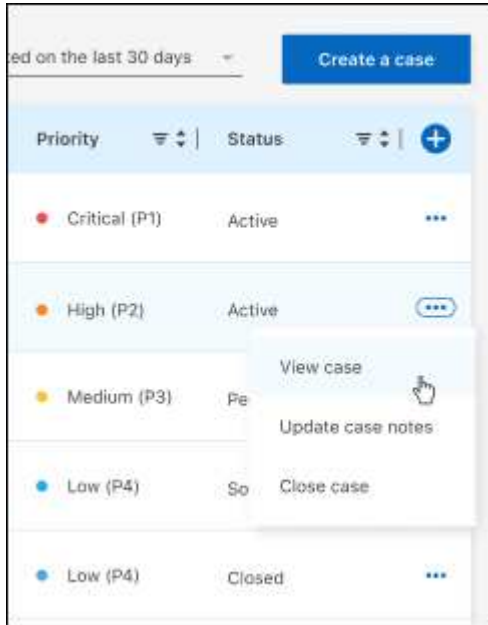 ted on the last 30 days
Create a case
Priority Status
Critical (P1) Active
High (P2) Active
View case
Medium (P3) Pe
Update case notes
Low (P4) So
Close case
Low (P4) Closed